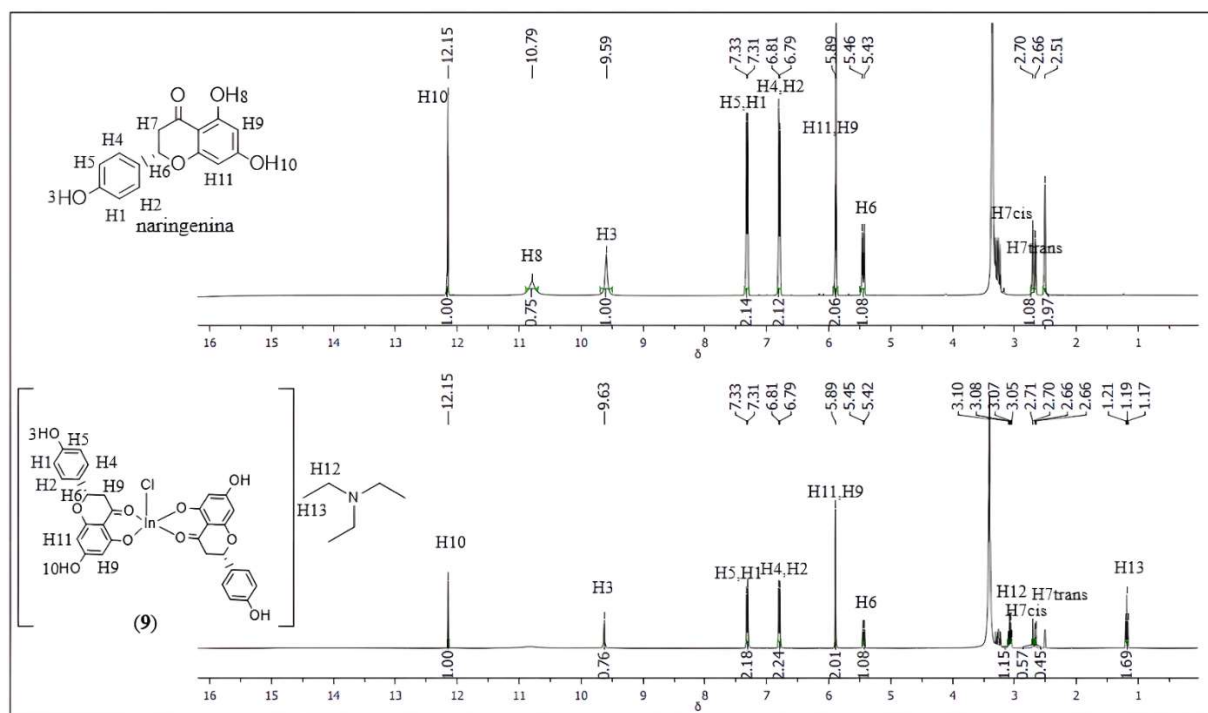 12.15
10.79
9.59
7.33
7.31
6.81
6.79
5.89
5.46
5.43
2.70
2.66
2.51
O
OH8
H7
H9
H4
H5
H6
O
OH10
3HO
H11
H1
H2
naringenina
H10
H8
H3
H5,H1
H4,H2
H11,H9
H6
H7cis
H7trans
1.00
0.75
1.00
2.14
2.12
2.06
1.08
1.08
0.97
16 15 14 13 12 11 10 9 8 7 6 5 4 3 2 1
δ
12.15
9.63
7.33
7.31
6.81
6.79
5.89
5.45
5.42
3.10
3.08
3.07
3.05
2.71
2.70
2.66
2.66
1.21
1.19
1.17
3HO
H5
H1
H4
H2
H9
H6
Cl
OH
O
O
In
O
O
O
O
H11
10HO
H9
OH
(9)
H12
N
H13
H10
H3
H5,H1
H4,H2
H11,H9
H6
H12
H7cis
H7trans
H13
1.00
0.76
2.18
2.24
2.01
1.08
1.15
0.57
0.45
1.69
16 15 14 13 12 11 10 9 8 7 6 5 4 3 2 1
δ